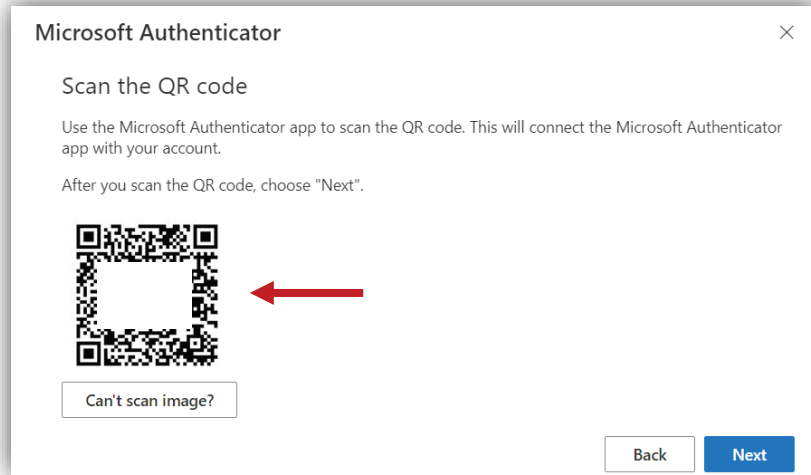 Microsoft Authenticator
Scan the QR code
Use the Microsoft Authenticator app to scan the QR code. This will connect the Microsoft Authenticator
app with your account.
After you scan the QR code, choose "Next".
Can't scan image?
Back
Next